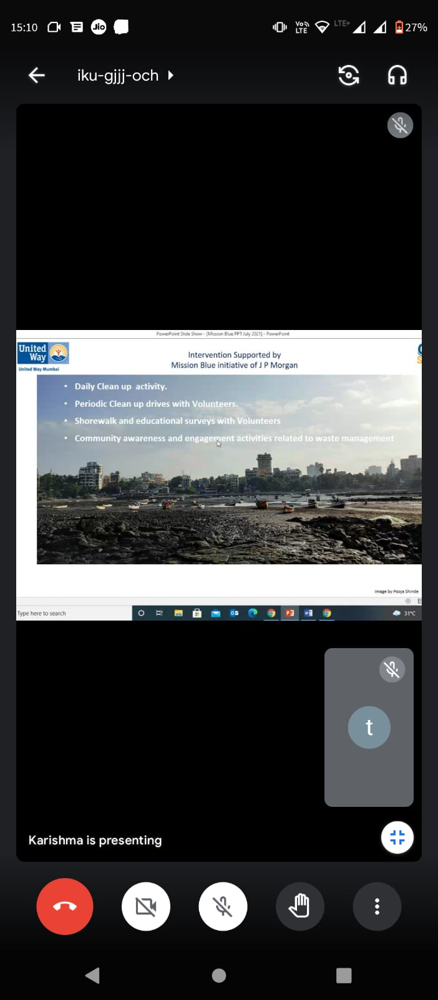 15:10
Jio
Vo))
LTE
LTE+
27%
iku-gjjj-och
PowerPoint Slide Show - [Mission Blue PPT July 2021] - PowerPoint
United
Way
United Way Mumbai
Intervention Supported by
Mission Blue initiative of J P Morgan
• Daily Clean up activity.
• Periodic Clean up drives with Volunteers.
• Shorewalk and educational surveys with Volunteers
• Community awareness and engagement activities related to waste management
Image by Pooja Shinde
Type here to search
31°C
t
Karishma is presenting